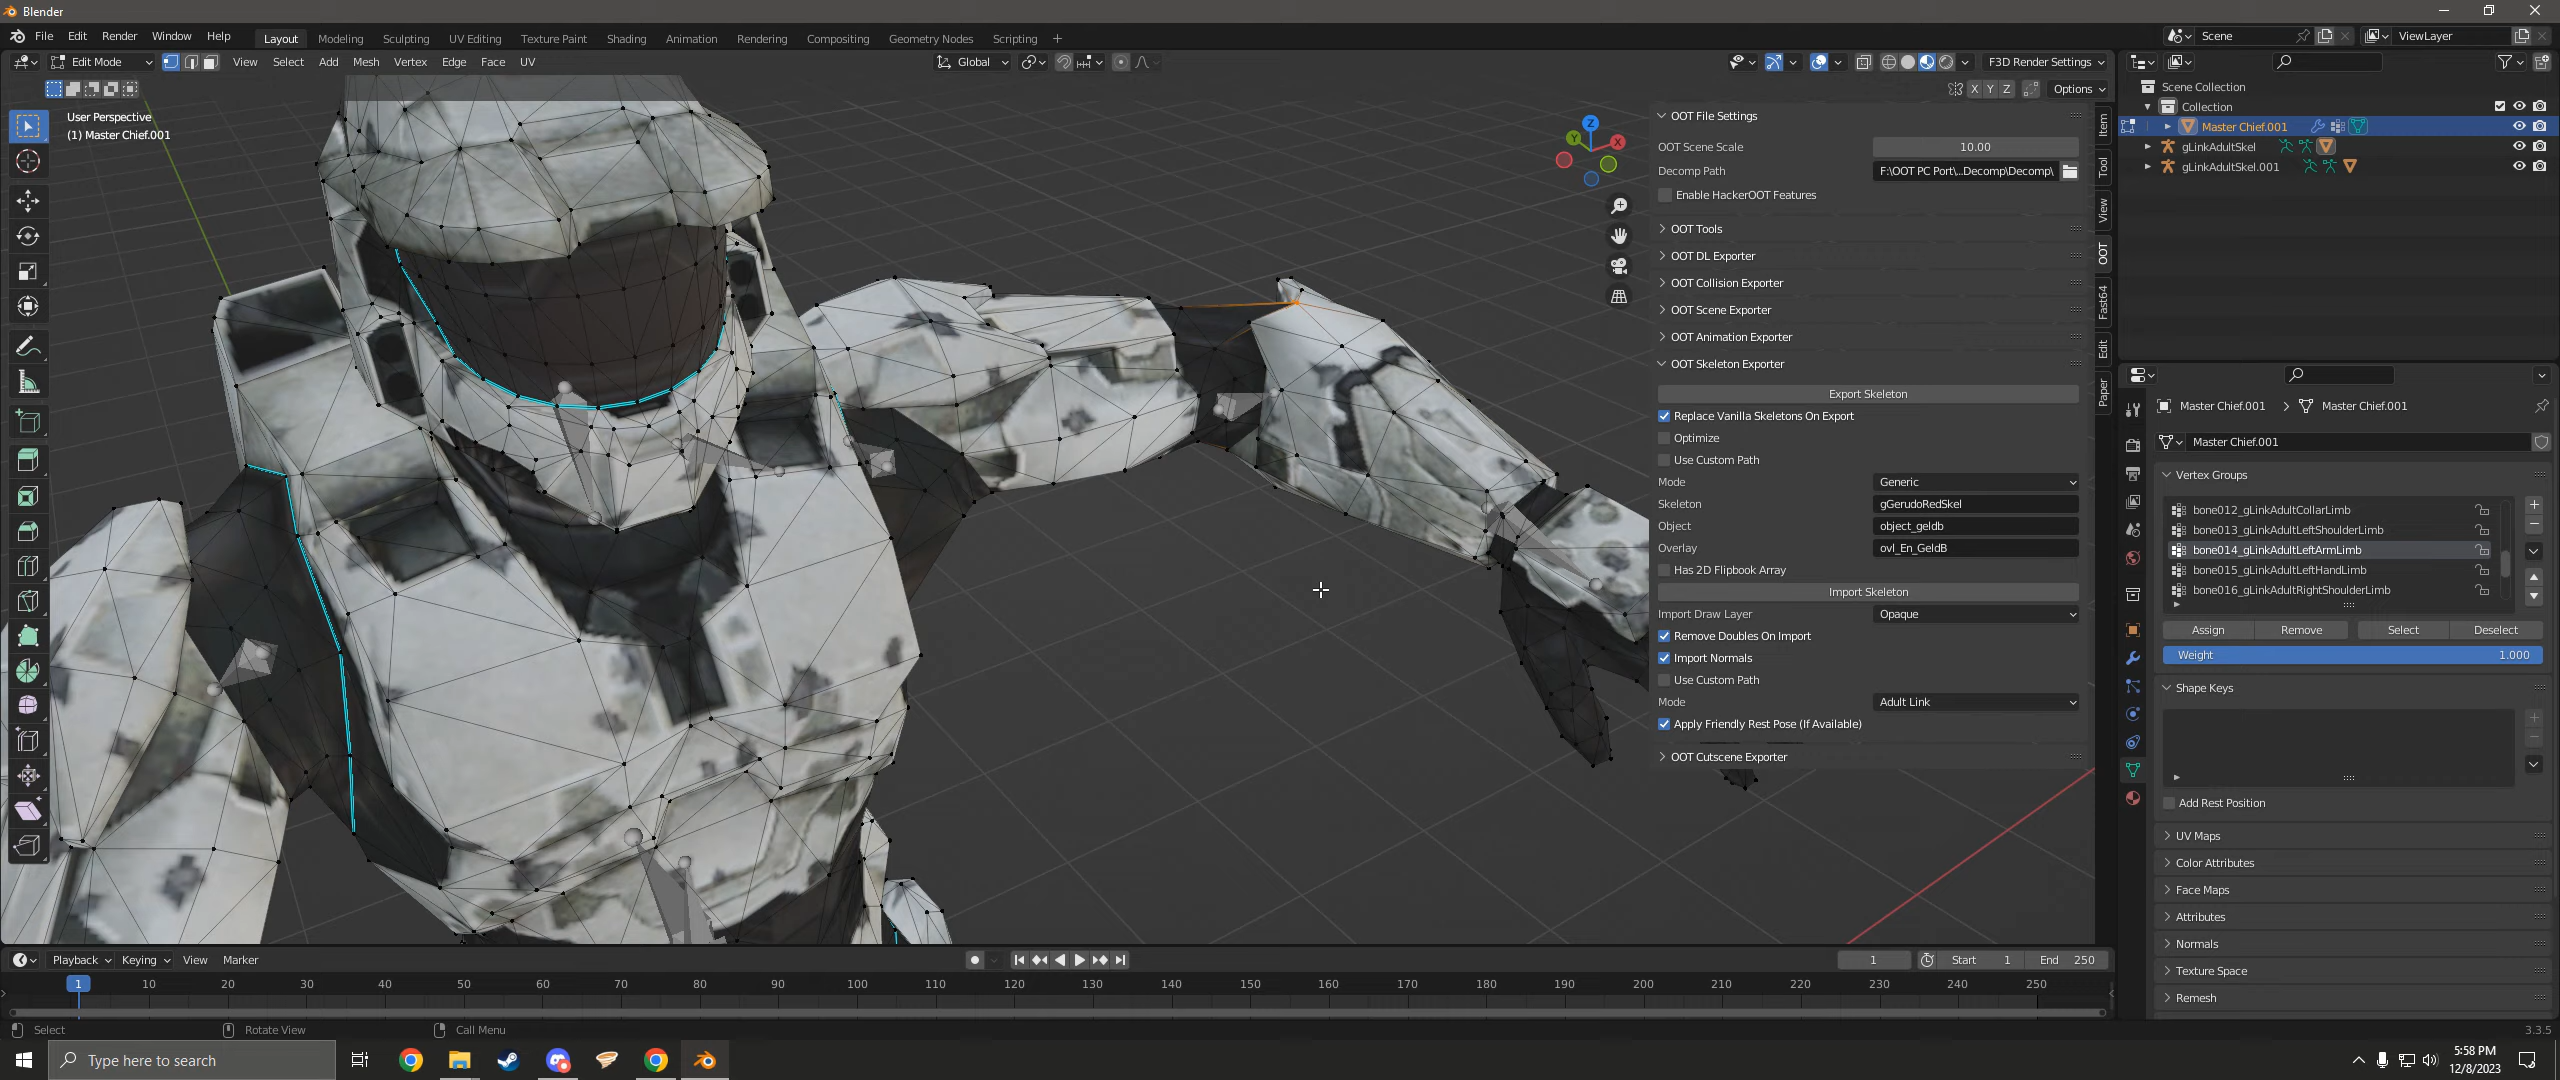 Blender
File Edit Render Window Help
Layout Modeling Sculpting UV Editing Texture Paint Shading Animation Rendering Compositing Geometry Nodes Scripting +
Scene
ViewLayer
Edit Mode View Select Add Mesh Vertex Edge Face UV
Global
F3D Render Settings
X Y Z Options
User Perspective
(1) Master Chief.001
Z
Y
X
Item
Tool
View
OOT
Fast64
Edit
Paper
OOT File Settings
OOT Scene Scale 10.00
Decomp Path F:\OOT PC Port\...Decomp\Decomp\
Enable HackerOOT Features
OOT Tools
OOT DL Exporter
OOT Collision Exporter
OOT Scene Exporter
OOT Animation Exporter
OOT Skeleton Exporter
Export Skeleton
Replace Vanilla Skeletons On Export
Optimize
Use Custom Path
Mode Generic
Skeleton gGerudoRedSkel
Object object_geldb
Overlay ovl_En_GeldB
Has 2D Flipbook Array
Import Skeleton
Import Draw Layer Opaque
Remove Doubles On Import
Import Normals
Use Custom Path
Mode Adult Link
Apply Friendly Rest Pose (If Available)
OOT Cutscene Exporter
Scene Collection
Collection
Master Chief.001
gLinkAdultSkel
gLinkAdultSkel.001
Master Chief.001 > Master Chief.001
Master Chief.001
Vertex Groups
bone012_gLinkAdultCollarLimb
bone013_gLinkAdultLeftShoulderLimb
bone014_gLinkAdultLeftArmLimb
bone015_gLinkAdultLeftHandLimb
bone016_gLinkAdultRightShoulderLimb
Assign Remove Select Deselect
Weight 1.000
Shape Keys
Add Rest Position
UV Maps
Color Attributes
Face Maps
Attributes
Normals
Texture Space
Remesh
Playback Keying View Marker
1 Start 1 End 250
1 10 20 30 40 50 60 70 80 90 100 110 120 130 140 150 160 170 180 190 200 210 220 230 240 250
Select Rotate View Call Menu
3.3.5
Type here to search
5:58 PM
12/8/2023